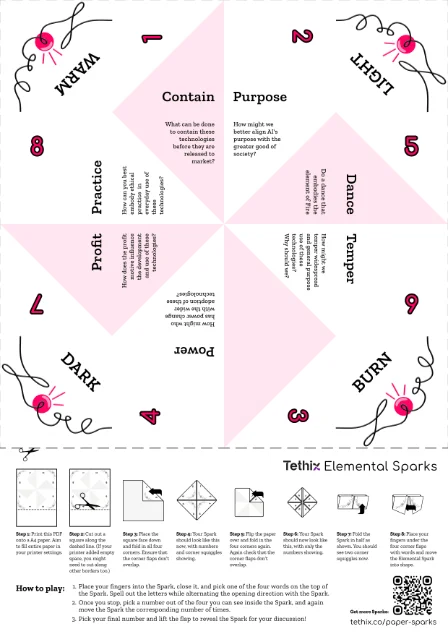 WARM
1
2
LIGHT
Contain
What can be done
to contain these
technologies
before they are
released to
market?
Purpose
How might we
better align AI's
purpose with the
greater good of
society?
8
Practice
How can you best
embody ethical
practice in
everyday use of
these
technologies?
5
Dance
Do a dance that
embodies the
element of Fire
Profit
How does the profit
motive influence
the development
and use of these
technologies?
7
Temper
How might we
temper widespread
and general purpose
use of these
technologies?
Why should we?
6
Power
How might who
has power change
with the wider
adoption of these
technologies?
DARK
4
3
BURN
Tethix Elemental Sparks
Step 1: Print this PDF
on a A4 paper. Aim
to fill entire paper in
your printer settings.
Step 2: Cut out a
square along the
dashed line. (If your
printer added empty
space, you might
need to cut along
other borders too.)
Step 3: Place the
square face down
and fold in all four
corners. Ensure that
the corner flaps don't
overlap.
Step 4: Your Spark
should look like this
now, with numbers
and corner squiggles
showing.
Step 5: Flip the paper
over and fold in the
four corners again.
Again check that the
corner flaps don't
overlap.
Step 6: Your Spark
should now look like
this, with only the
numbers showing.
Step 7: Fold the
Spark in half as
shown. You should
see two corner
squiggles now.
Step 8: Place your
fingers under the
four corner flaps
with words and move
the Elemental Spark
into shape.
How to play:
1. Place your fingers into the Spark, close it, and pick one of the four words on the top of
the Spark. Spell out the letters while alternating the opening direction with the Spark.
2. Once you stop, pick a number out of the four you can see inside the Spark, and again
move the Spark the corresponding number of times.
3. Pick your final number and lift the flap to reveal the Spark for your discussion!
Get more Sparks:
tethix.co/paper-sparks